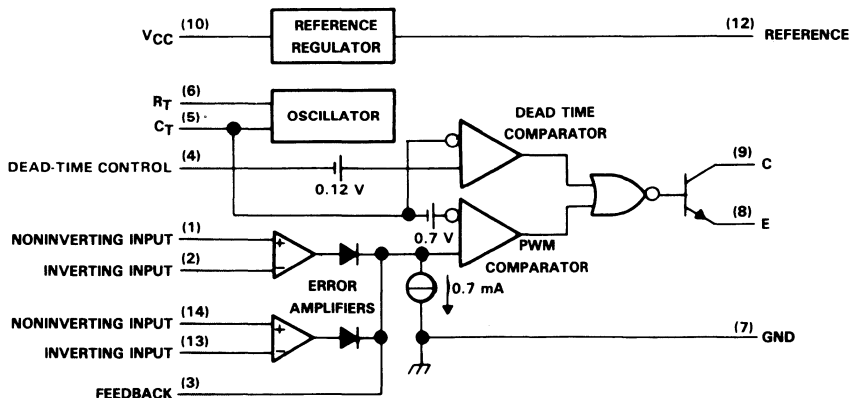 VCC (10)
REFERENCE
REGULATOR
(12) REFERENCE
RT (6)
CT (5)
OSCILLATOR
DEAD TIME
COMPARATOR
DEAD-TIME CONTROL (4)
0.12 V
(9) C
(8) E
0.7 V
PWM
COMPARATOR
NONINVERTING INPUT (1)
+
INVERTING INPUT (2)
−
ERROR
AMPLIFIERS
0.7 mA
NONINVERTING INPUT (14)
+
INVERTING INPUT (13)
−
(7) GND
FEEDBACK (3)